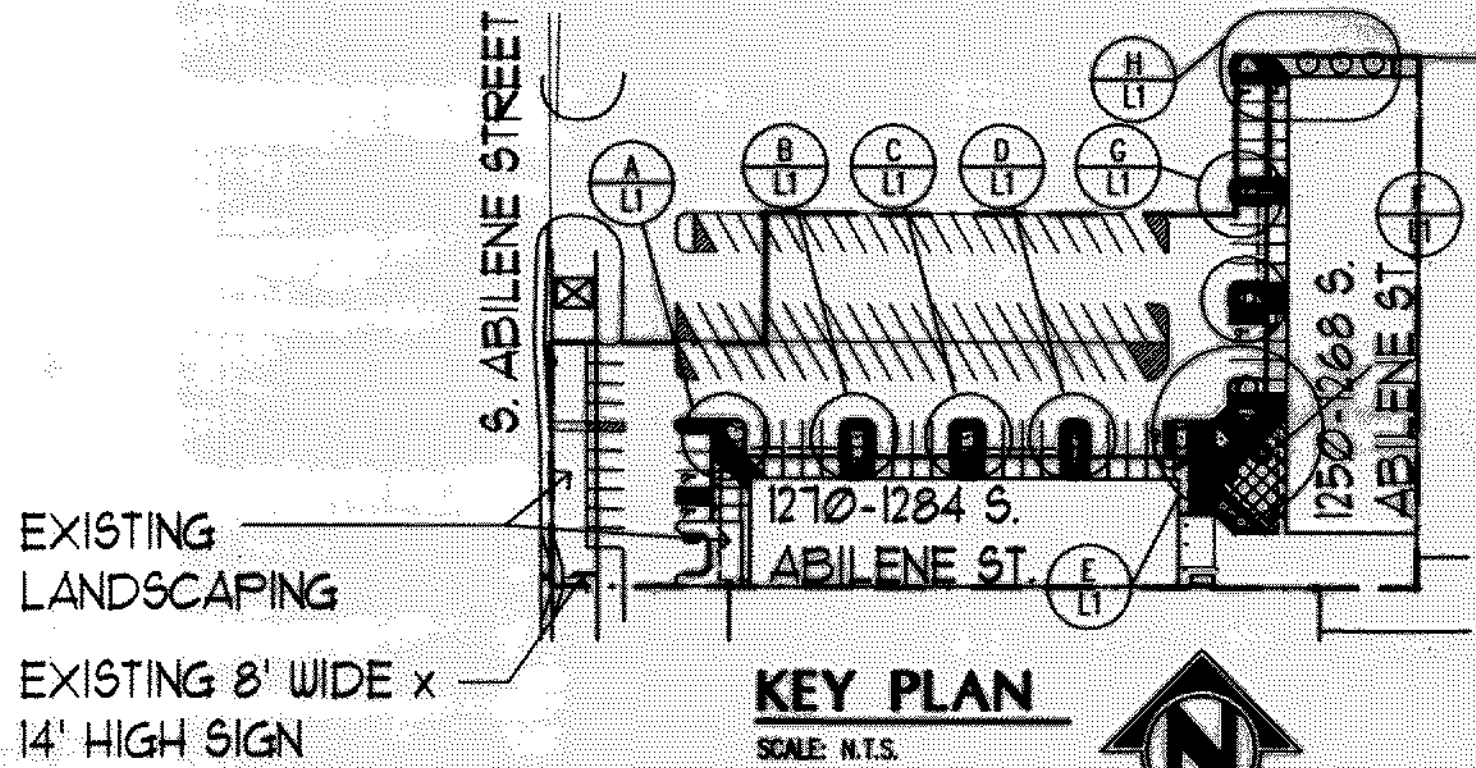 S. ABILENE STREET
H
L1
A
L1
B
L1
C
L1
D
L1
G
L1
1250-1268 S.
ABILENE ST.
1270-1284 S.
ABILENE ST.
E
L1
EXISTING
LANDSCAPING
EXISTING 8' WIDE x
14' HIGH SIGN
KEY PLAN
SCALE: N.T.S.
N